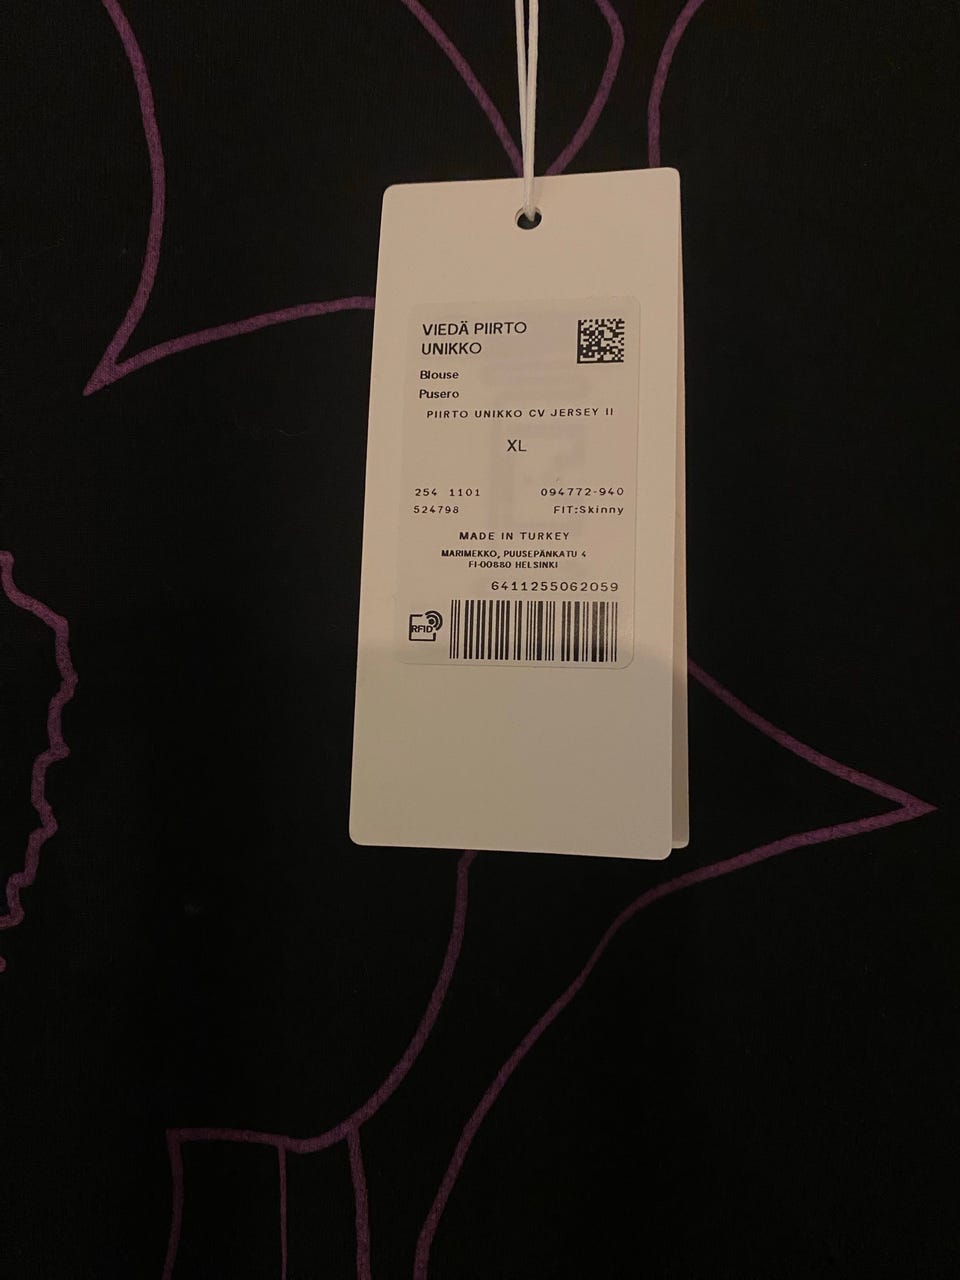 VIEDÄ PIIRTO
UNIKKO
Blouse
Pusero
PIIRTO UNIKKO CV JERSEY II
XL
254 1101 094772-940
524798 FIT:Skinny
MADE IN TURKEY
MARIMEKKO, PUUSEPÄNKATU 4
FI-00880 HELSINKI
6411255062059
RFID